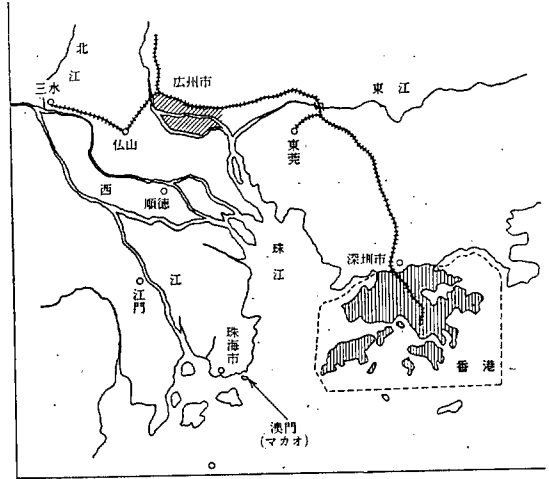 北江
三水
広州市
東江
仏山
東莞
西江
順徳
珠江
深圳市
江門
珠海市
香港
澳門
(マカオ)